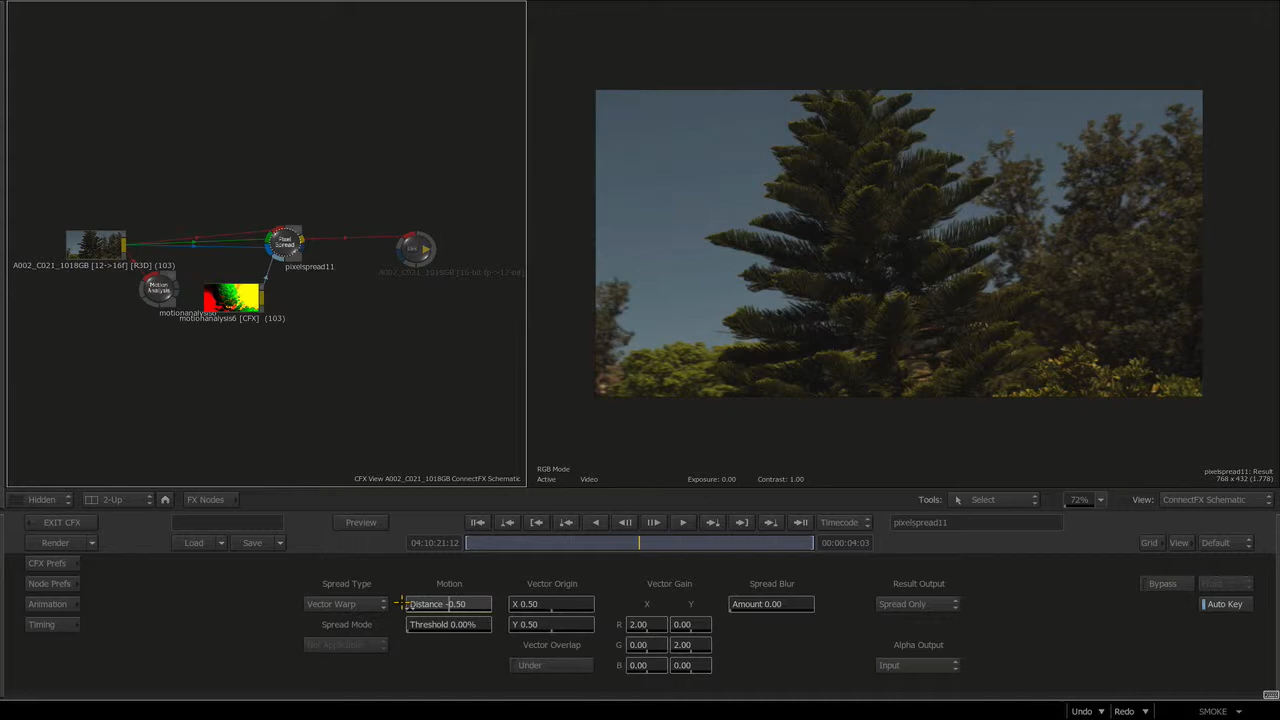 Pixel
Spread
pixelspread11
A002_C021_1018GB [12->16f] [R3D] (103)
Motion
Analysis
motionanalysis6 [CFX] (103)
CFX View A002_C021_1018GB ConnectFX Schematic
RGB Mode
Active Video Exposure: 0.00 Contrast: 1.00
pixelspread11: Result
768 x 432 (1.778)
Hidden 2-Up FX Nodes Tools: Select 72% View: ConnectFX Schematic
EXIT CFX Preview Timecode pixelspread11
Render Load Save 04:10:21:12 00:00:04:03 Grid View Default
CFX Prefs
Node Prefs Spread Type Motion Vector Origin Vector Gain Spread Blur Result Output Bypass
X Y
Animation Vector Warp Distance -0.50 X 0.50 R 2.00 0.00 Amount 0.00 Spread Only Auto Key
Timing Spread Mode Threshold 0.00% Y 0.50 G 0.00 2.00
Not Applicable Vector Overlap Alpha Output
Under B 0.00 0.00 Input
Undo Redo SMOKE